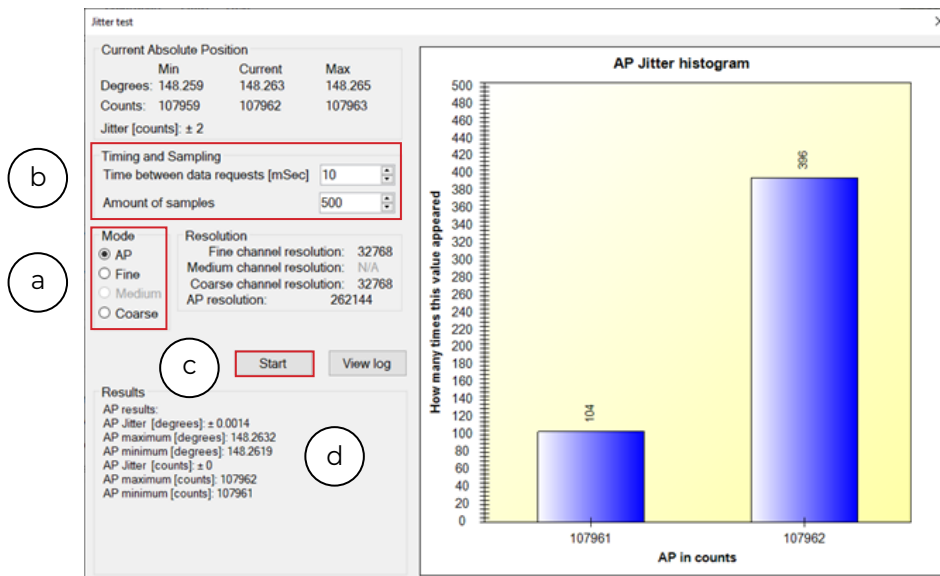 Jitter test
Current Absolute Position
Min Current Max
Degrees: 148.259 148.263 148.265
Counts: 107959 107962 107963
Jitter [counts]: ± 2
b
Timing and Sampling
Time between data requests [mSec] 10
Amount of samples 500
a
Mode
AP
Fine
Medium
Coarse
Resolution
Fine channel resolution: 32768
Medium channel resolution: N/A
Coarse channel resolution: 32768
AP resolution: 262144
c
Start View log
Results
AP results:
AP Jitter [degrees]: ± 0.0014
AP maximum [degrees]: 148.2632
AP minimum [degrees]: 148.2619
AP Jitter [counts]: ± 0
AP maximum [counts]: 107962
AP minimum [counts]: 107961
d
AP Jitter histogram
How many times this value appeared
500
480
460
440
420
400
380
360
340
320
300
280
260
240
220
200
180
160
140
120
100
80
60
40
20
0
104
396
107961 107962
AP in counts